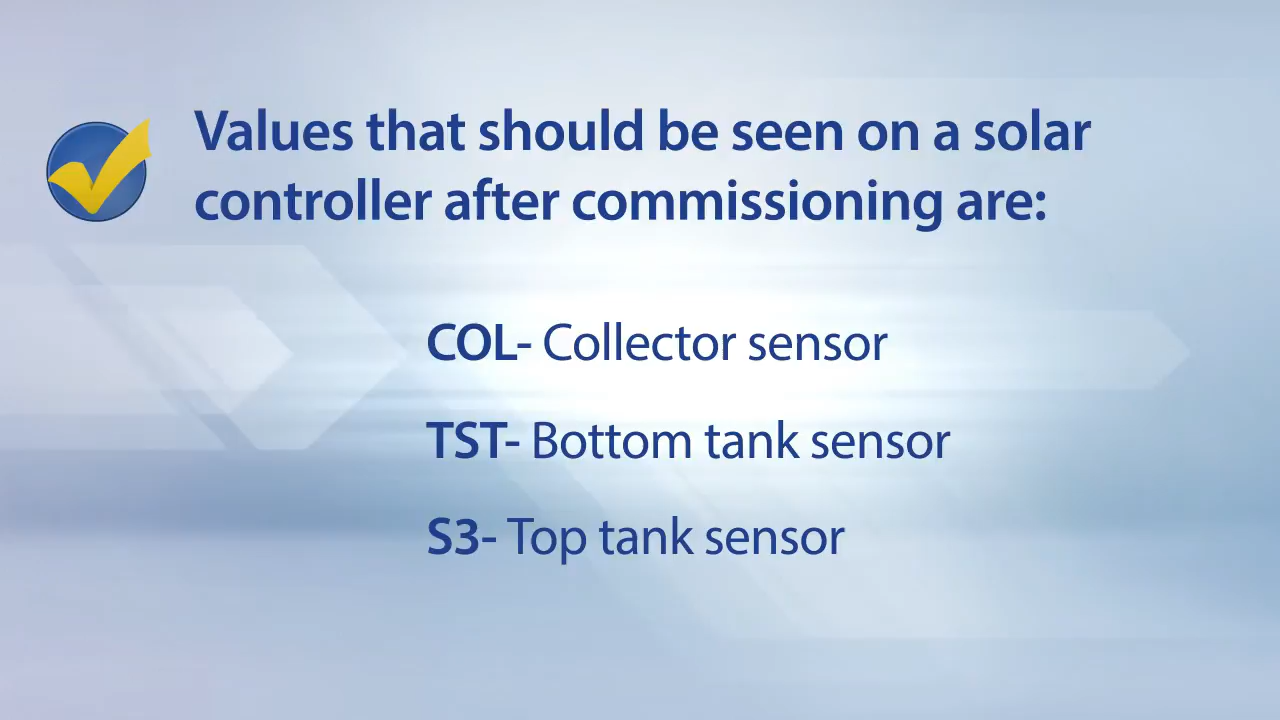 Values that should be seen on a solar
controller after commissioning are:
COL- Collector sensor
TST- Bottom tank sensor
S3- Top tank sensor